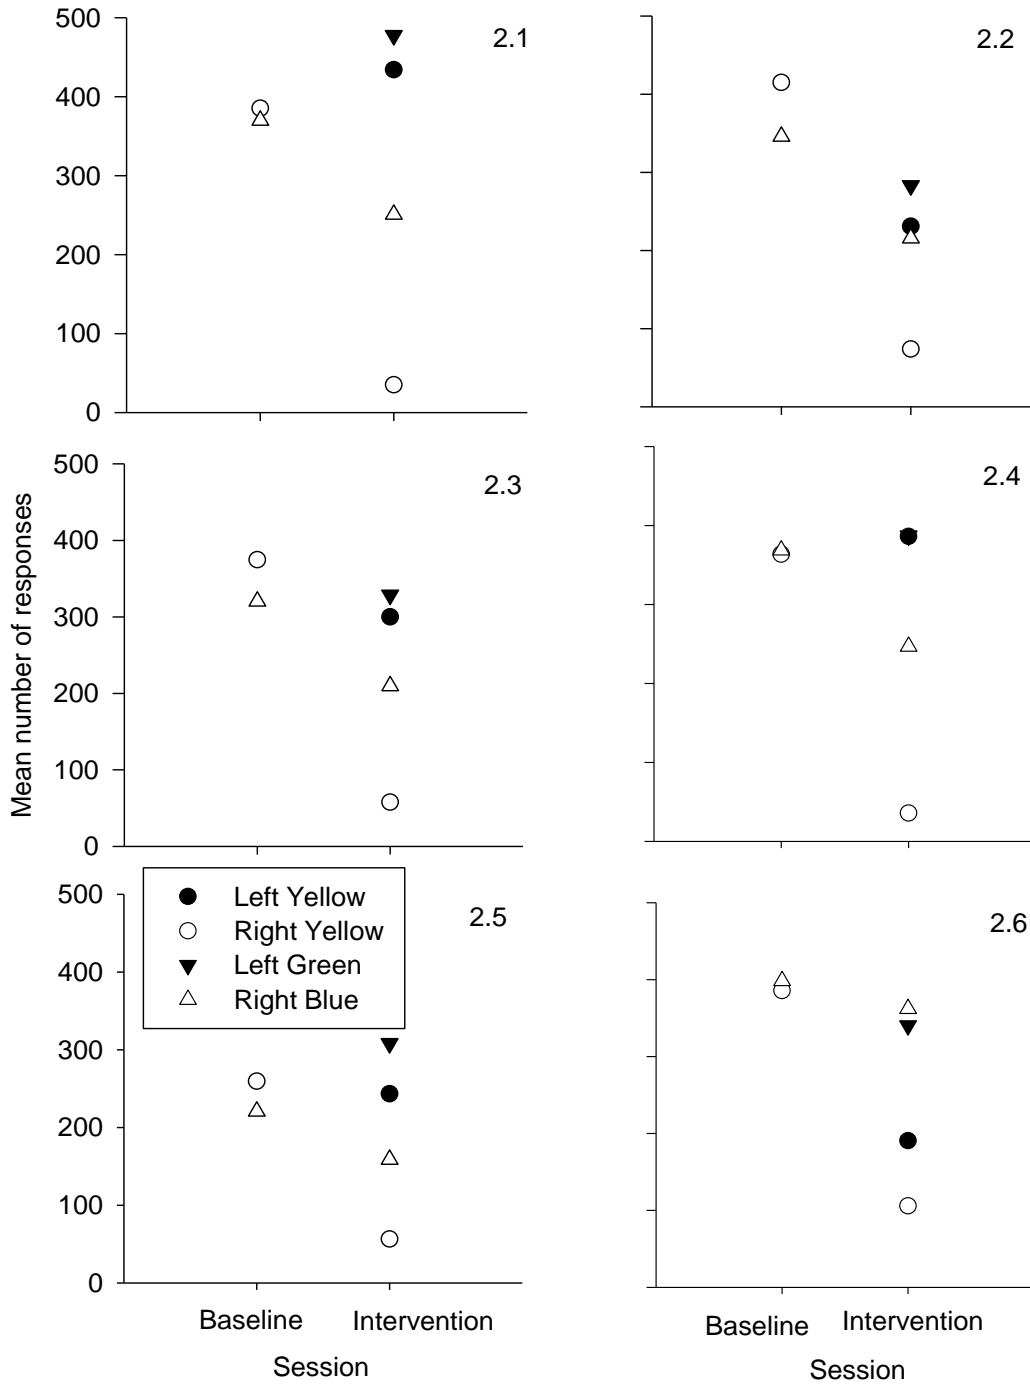 500
400
300
200
100
0
2.1
2.2
Mean number of responses
500
400
300
200
100
0
2.3
2.4
500
400
300
200
100
0
Left Yellow
Right Yellow
Left Green
Right Blue
2.5
2.6
Baseline
Intervention
Session
Baseline
Intervention
Session